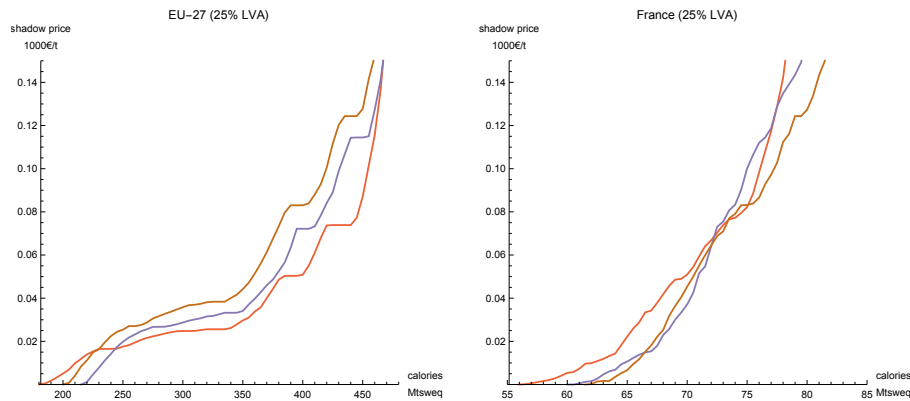 EU−27 (25% LVA)
shadow price
1000€/t
0.14
0.12
0.10
0.08
0.06
0.04
0.02
200
250
300
350
400
450
calories
Mtsweq
France (25% LVA)
shadow price
1000€/t
0.14
0.12
0.10
0.08
0.06
0.04
0.02
55
60
65
70
75
80
85
calories
Mtsweq